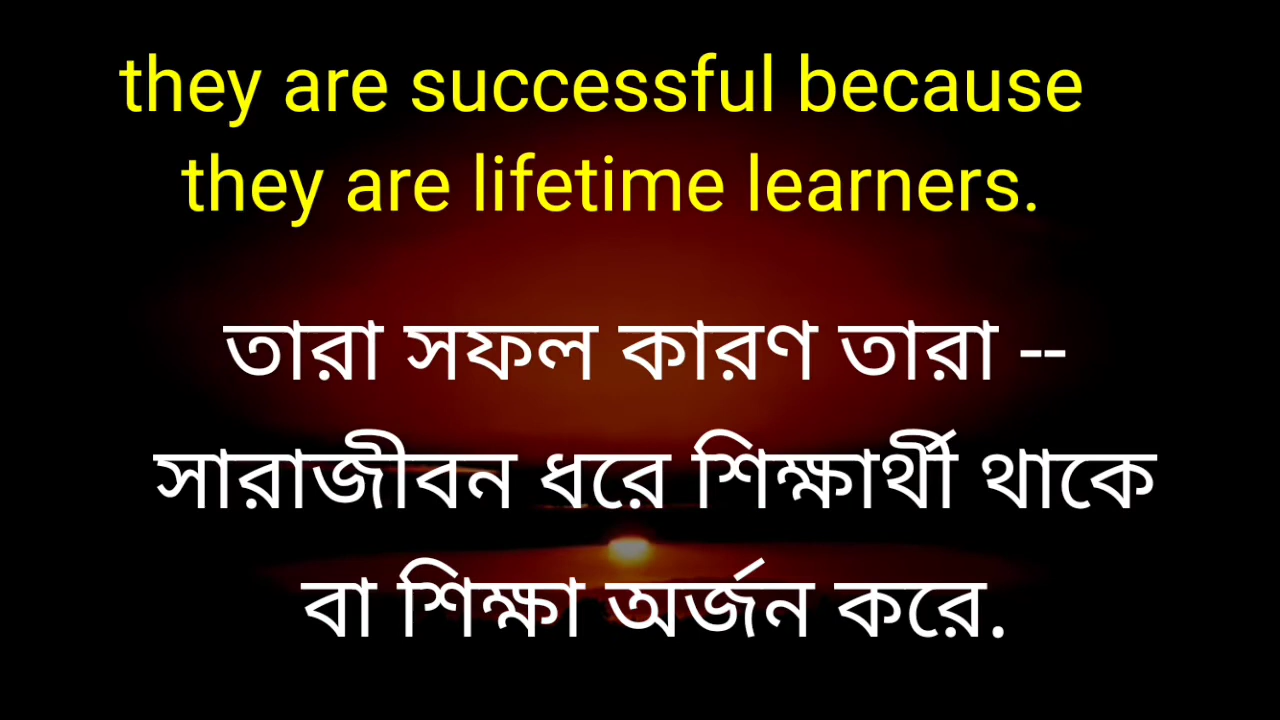 they are successful because
they are lifetime learners.
তারা সফল কারণ তারা --
সারাজীবন ধরে শিক্ষার্থী থাকে
বা শিক্ষা অর্জন করে.